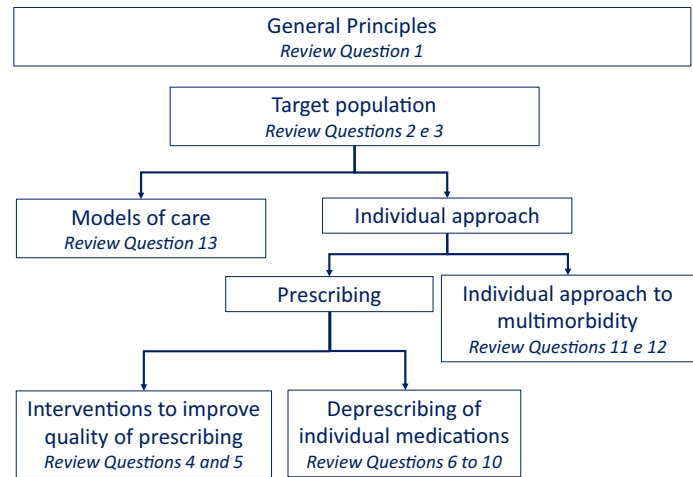 General Principles
Review Question 1
Target population
Review Questions 2 e 3
Models of care
Review Question 13
Individual approach
Prescribing
Individual approach to
multimorbidity
Review Questions 11 e 12
Interventions to improve
quality of prescribing
Review Questions 4 and 5
Deprescribing of
individual medications
Review Questions 6 to 10